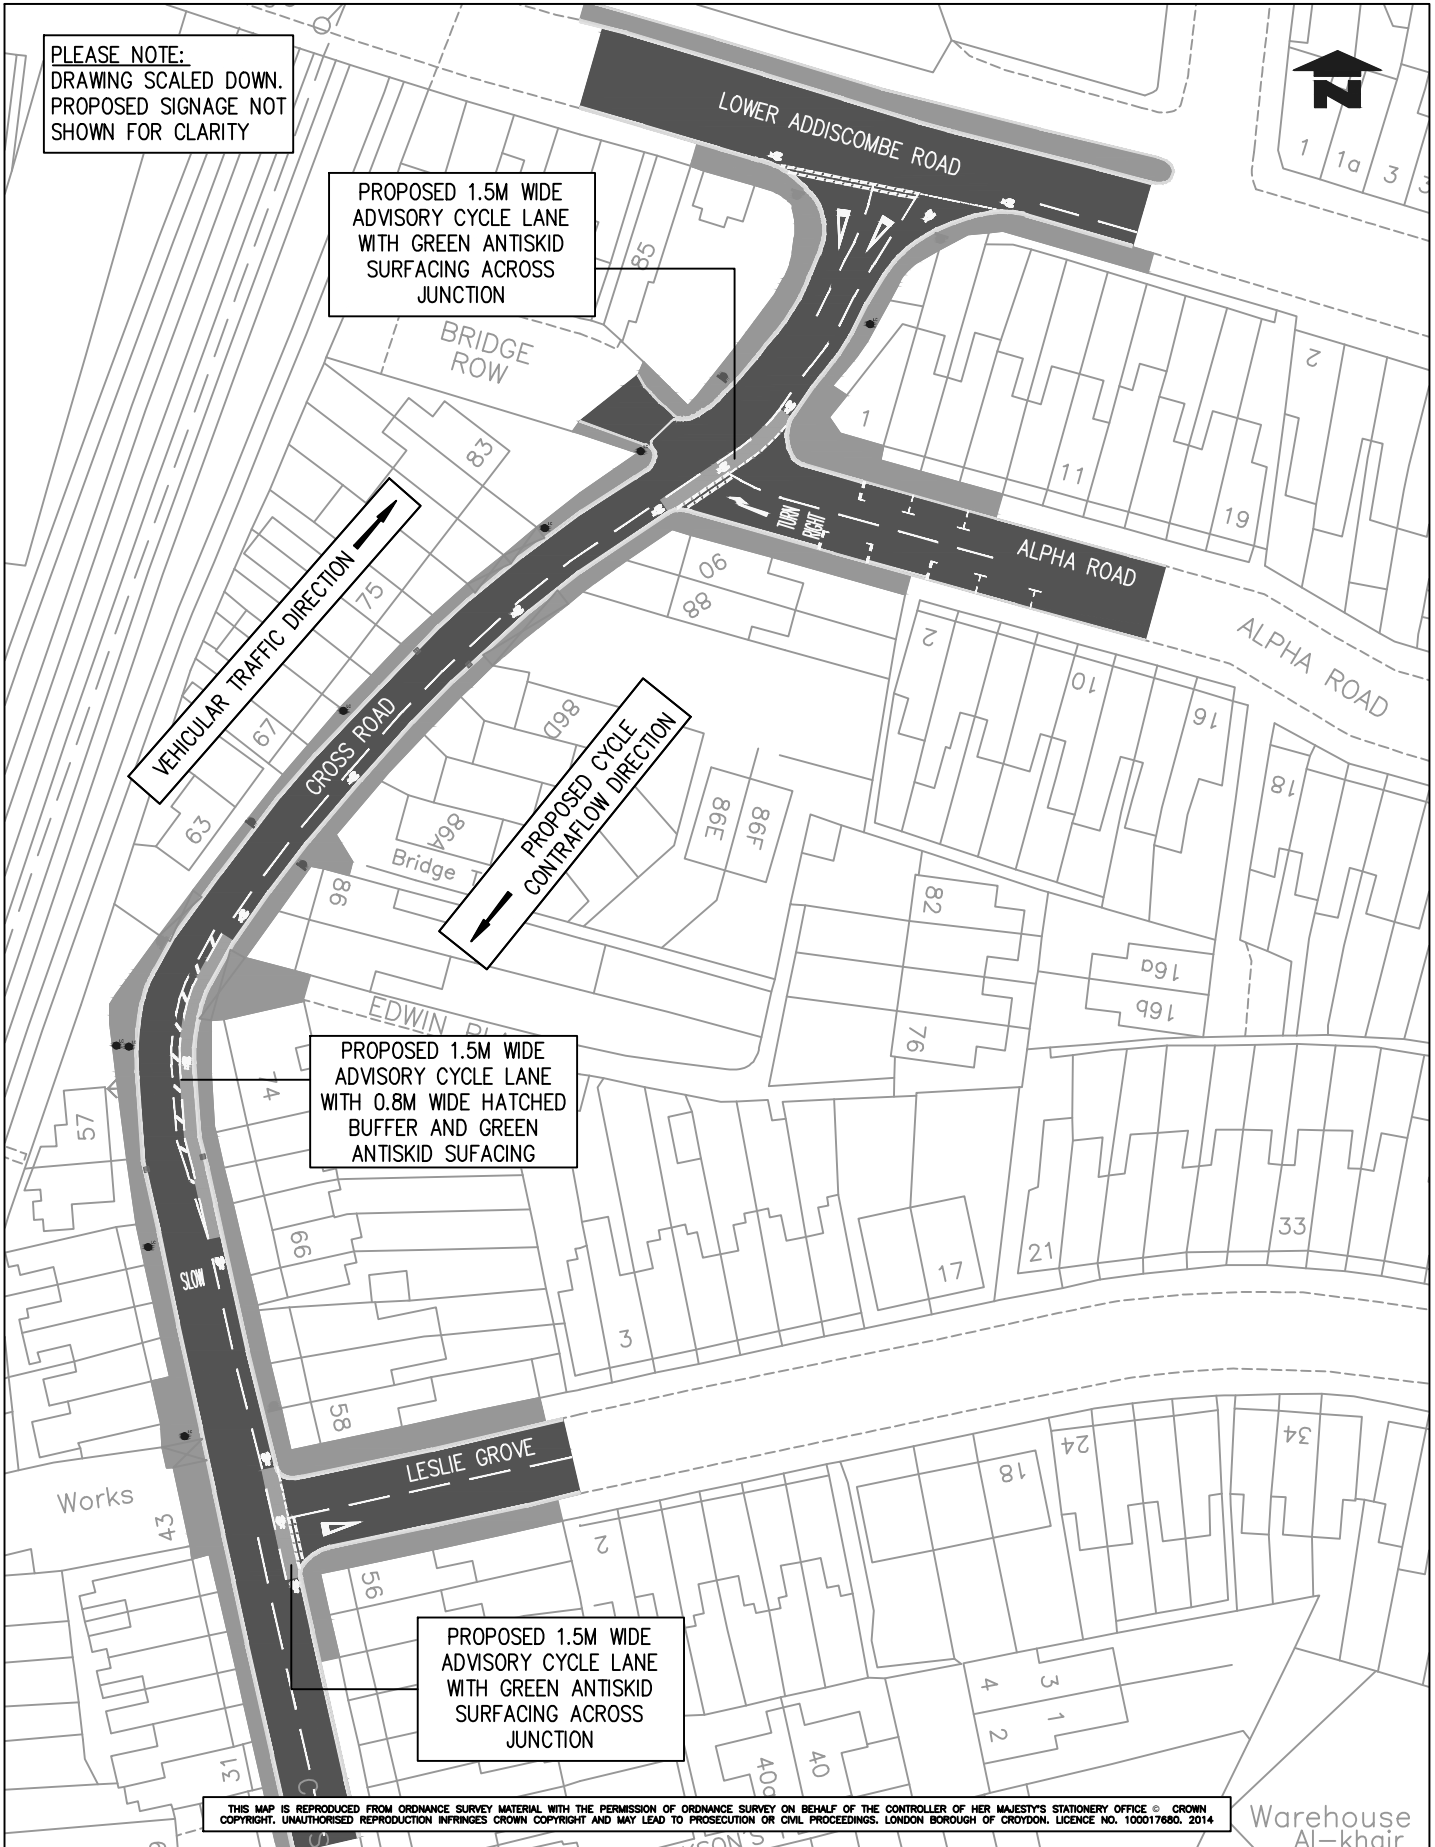 PLEASE NOTE:
DRAWING SCALED DOWN.
PROPOSED SIGNAGE NOT
SHOWN FOR CLARITY
N
LOWER ADDISCOMBE ROAD
1
1a
3
PROPOSED 1.5M WIDE
ADVISORY CYCLE LANE
WITH GREEN ANTISKID
SURFACING ACROSS
JUNCTION
85
BRIDGE
ROW
2
1
83
11
19
TURN
RIGHT
ALPHA ROAD
VEHICULAR TRAFFIC DIRECTION
75
90
88
2
ALPHA ROAD
10
16
67
CROSS ROAD
86D
PROPOSED CYCLE
CONTRAFLOW DIRECTION
18
63
86A
86E
86F
Bridge T
86
82
16a
16b
EDWIN PL
76
PROPOSED 1.5M WIDE
ADVISORY CYCLE LANE
WITH 0.8M WIDE HATCHED
BUFFER AND GREEN
ANTISKID SUFACING
74
57
66
SLOW
33
21
17
3
58
LESLIE GROVE
24
34
18
Works
43
2
56
PROPOSED 1.5M WIDE
ADVISORY CYCLE LANE
WITH GREEN ANTISKID
SURFACING ACROSS
JUNCTION
4
3
2
1
31
40a
40
THIS MAP IS REPRODUCED FROM ORDNANCE SURVEY MATERIAL WITH THE PERMISSION OF ORDNANCE SURVEY ON BEHALF OF THE CONTROLLER OF HER MAJESTY'S STATIONERY OFFICE © CROWN
COPYRIGHT. UNAUTHORISED REPRODUCTION INFRINGES CROWN COPYRIGHT AND MAY LEAD TO PROSECUTION OR CIVIL PROCEEDINGS. LONDON BOROUGH OF CROYDON. LICENCE NO. 100017680. 2014
Warehouse
Al-khair